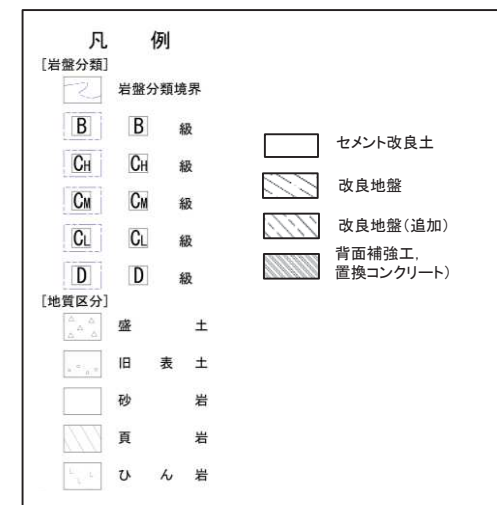 凡 例
[岩盤分類]
岩盤分類境界
B B 級
CH CH 級
CM CM 級
CL CL 級
D D 級
[地質区分]
盛 土
旧 表 土
砂 岩
頁 岩
ひ ん 岩
セメント改良土
改良地盤
改良地盤(追加)
背面補強工,
置換コンクリート)